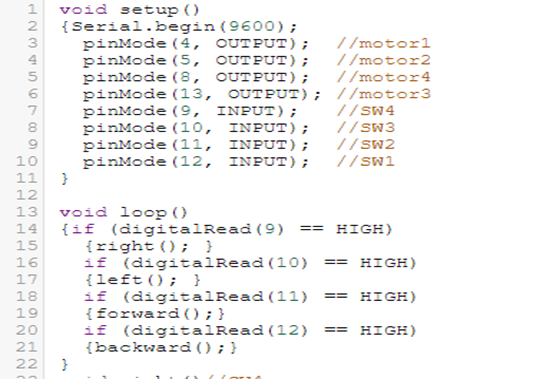 1 void setup()
2 {Serial.begin(9600);
3 pinMode(4, OUTPUT); //motor1
4 pinMode(5, OUTPUT); //motor2
5 pinMode(8, OUTPUT); //motor4
6 pinMode(13, OUTPUT); //motor3
7 pinMode(9, INPUT); //SW4
8 pinMode(10, INPUT); //SW3
9 pinMode(11, INPUT); //SW2
10 pinMode(12, INPUT); //SW1
11 }
12
13 void loop()
14 {if (digitalRead(9) == HIGH)
15 {right(); }
16 if (digitalRead(10) == HIGH)
17 {left(); }
18 if (digitalRead(11) == HIGH)
19 {forward();}
20 if (digitalRead(12) == HIGH)
21 {backward();}
22 }